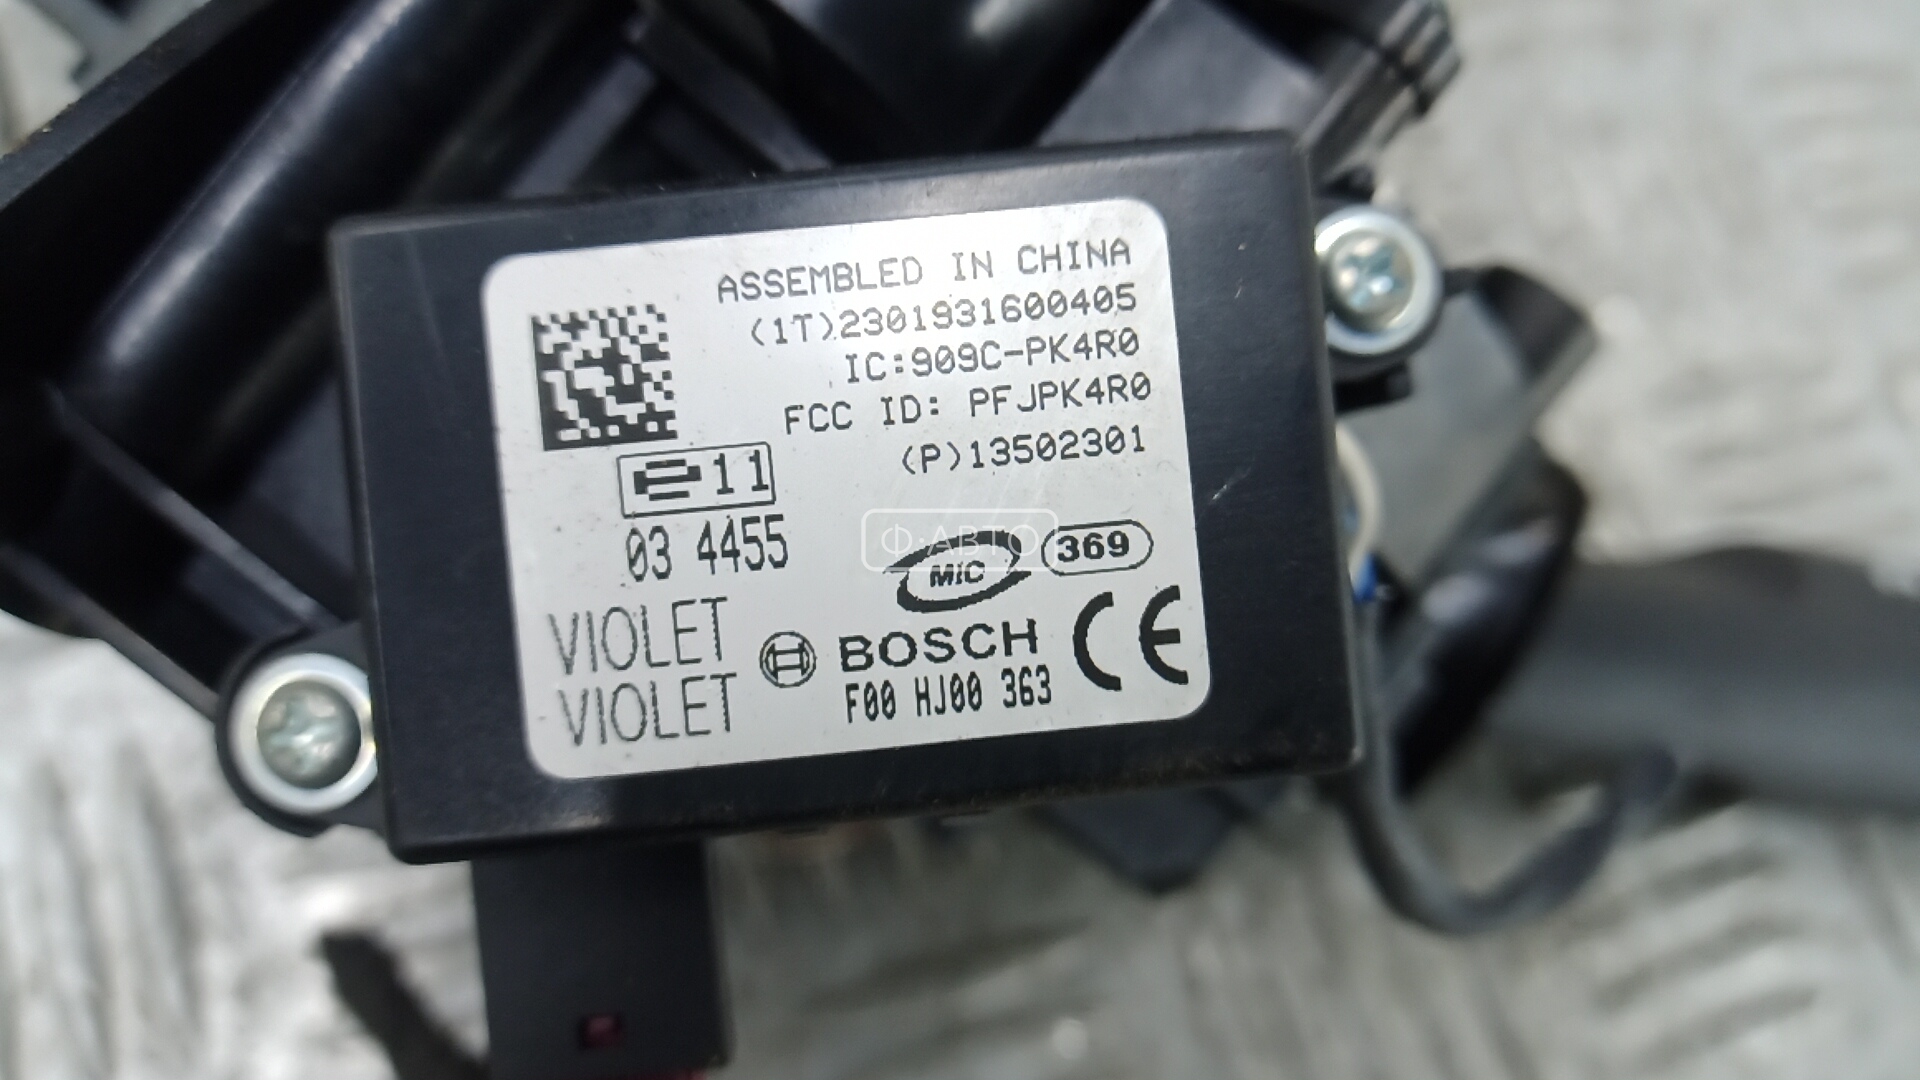 ASSEMBLED IN CHINA
(1T)2301931600405
IC:909C-PK4R0
FCC ID: PFJPK4R0
(P)13502301
e11
03 4455
Ф·АВТО
MiC 369
VIOLET
VIOLET
BOSCH
F00 HJ00 363
CE